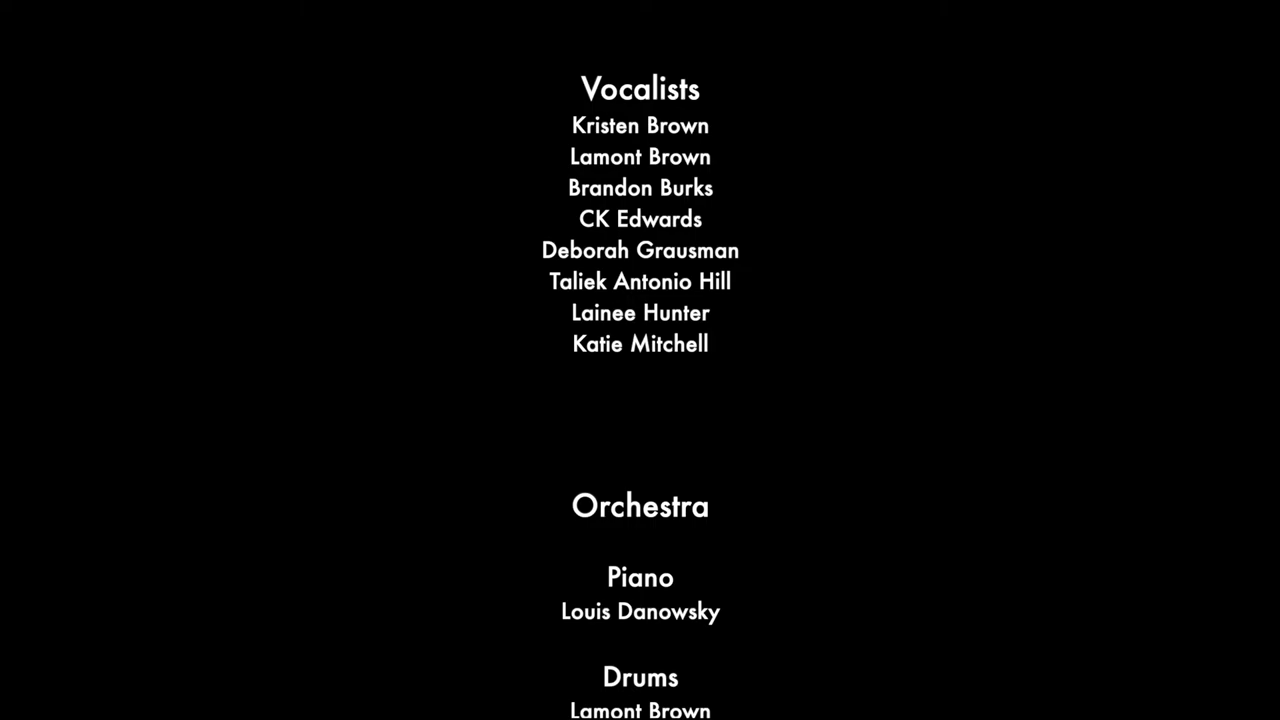 Vocalists
Kristen Brown
Lamont Brown
Brandon Burks
CK Edwards
Deborah Grausman
Taliek Antonio Hill
Lainee Hunter
Katie Mitchell
Orchestra
Piano
Louis Danowsky
Drums
Lamont Brown